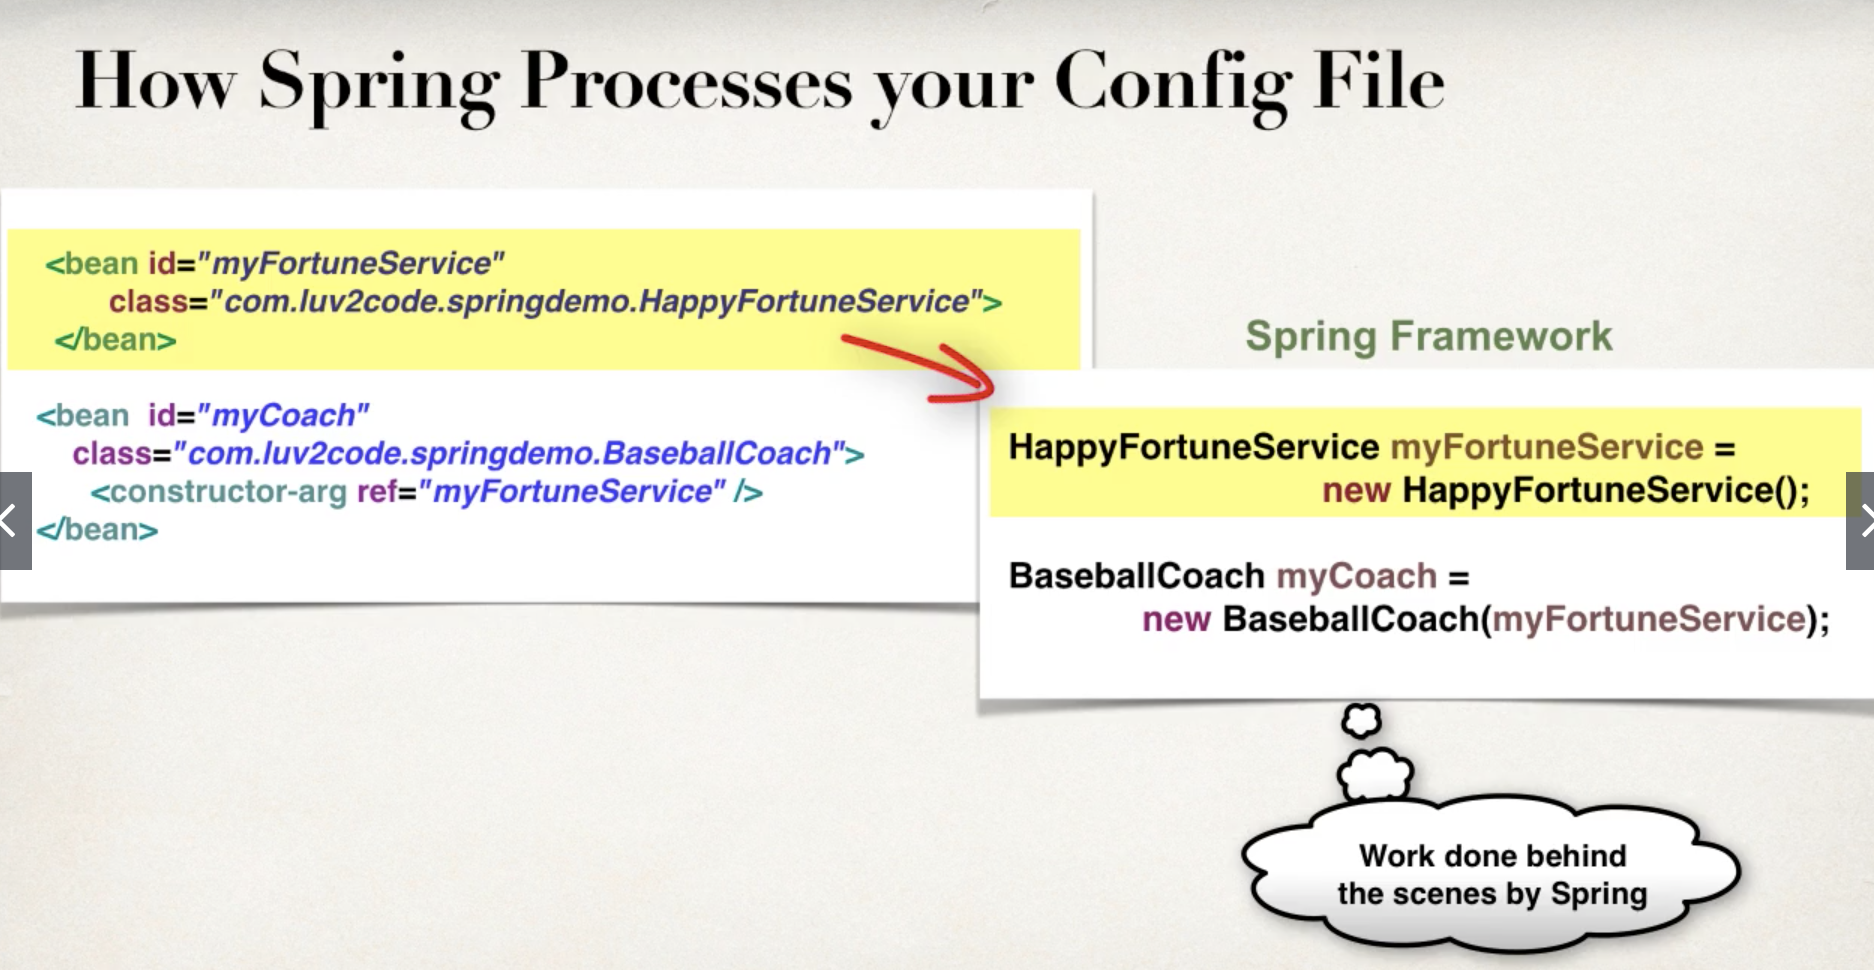 How Spring Processes your Config File
<bean id="myFortuneService"
class="com.luv2code.springdemo.HappyFortuneService">
</bean>
<bean id="myCoach"
class="com.luv2code.springdemo.BaseballCoach">
<constructor-arg ref="myFortuneService" />
</bean>
Spring Framework
HappyFortuneService myFortuneService =
new HappyFortuneService();
BaseballCoach myCoach =
new BaseballCoach(myFortuneService);
Work done behind
the scenes by Spring